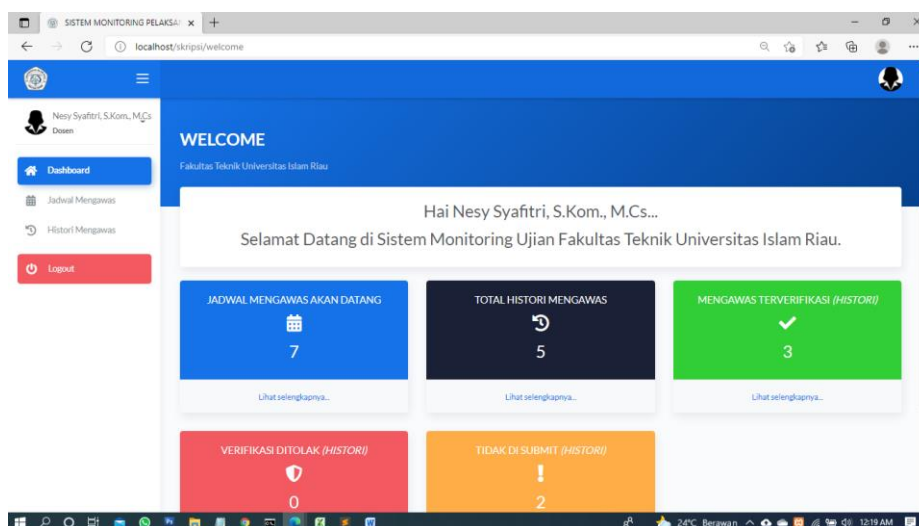 SISTEM MONITORING PELAKSA
localhost/skripsi/welcome
Nesy Syafitri, S.Kom., M.Cs
Dosen
Dashboard
Jadwal Mengawas
Histori Mengawas
Logout
WELCOME
Fakultas Teknik Universitas Islam Riau
Hai Nesy Syafitri, S.Kom., M.Cs...
Selamat Datang di Sistem Monitoring Ujian Fakultas Teknik Universitas Islam Riau.
JADWAL MENGAWAS AKAN DATANG
7
Lihat selengkapnya...
TOTAL HISTORI MENGAWAS
5
Lihat selengkapnya...
MENGAWAS TERVERIFIKASI (HISTORI)
3
Lihat selengkapnya...
VERIFIKASI DITOLAK (HISTORI)
0
TIDAK DI SUBMIT (HISTORI)
2
24°C Berawan
12:19 AM